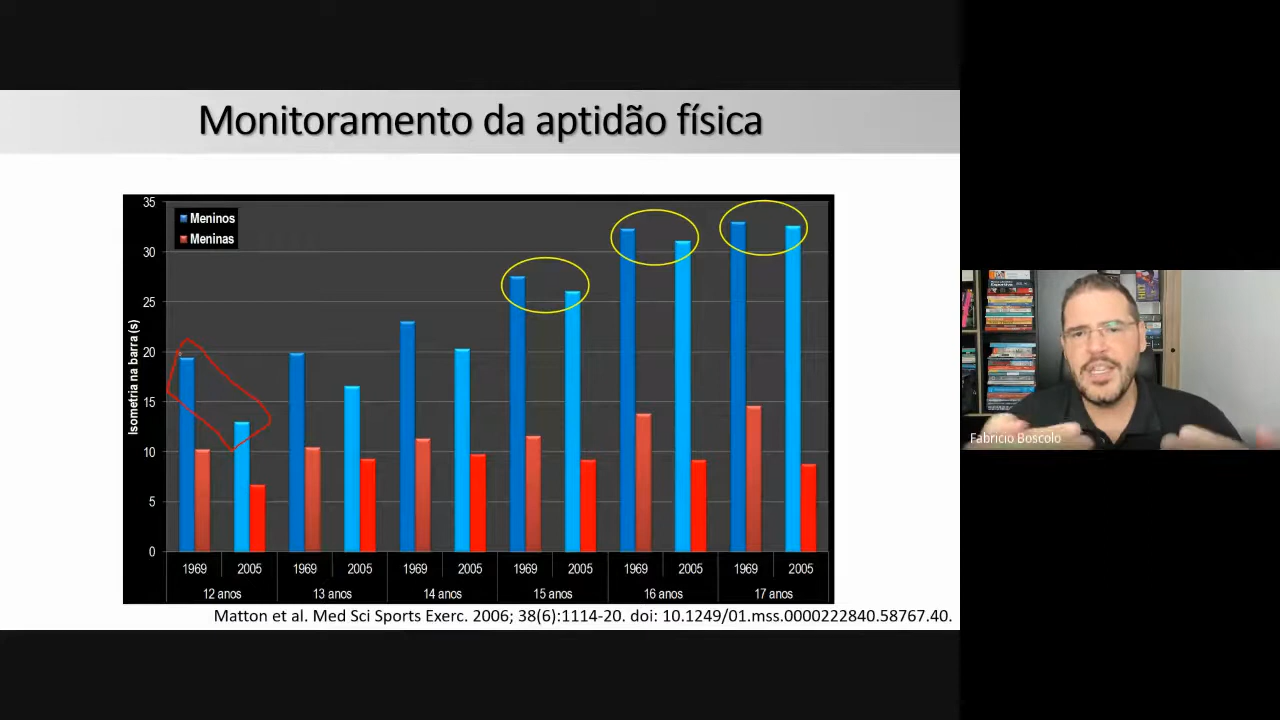 Monitoramento da aptidão física
Meninos
Meninas
Isometria na barra (s)
35
30
25
20
15
10
5
0
1969 2005 1969 2005 1969 2005 1969 2005 1969 2005 1969 2005
12 anos 13 anos 14 anos 15 anos 16 anos 17 anos
Matton et al. Med Sci Sports Exerc. 2006; 38(6):1114-20. doi: 10.1249/01.mss.0000222840.58767.40.
Fabricio Boscolo